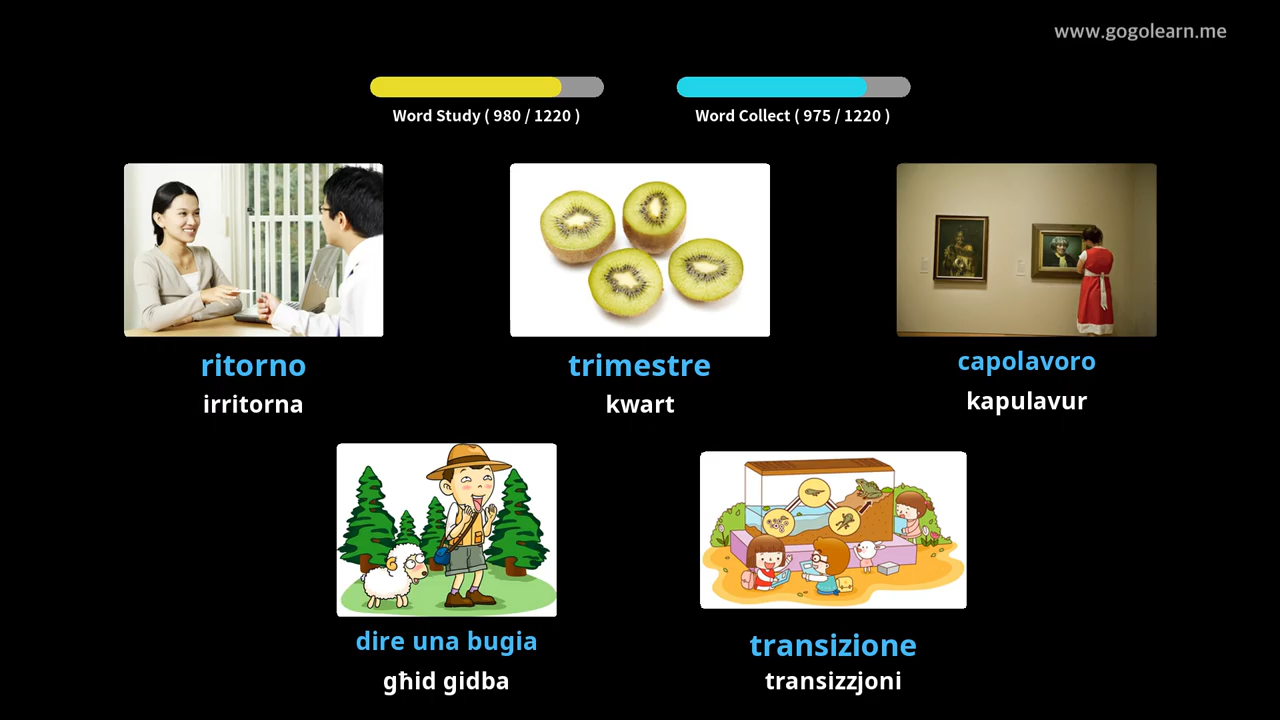 www.gogolearn.me
Word Study ( 980 / 1220 )
Word Collect ( 975 / 1220 )
ritorno
irritorna
trimestre
kwart
capolavoro
kapulavur
dire una bugia
għid gidba
transizione
transizzjoni